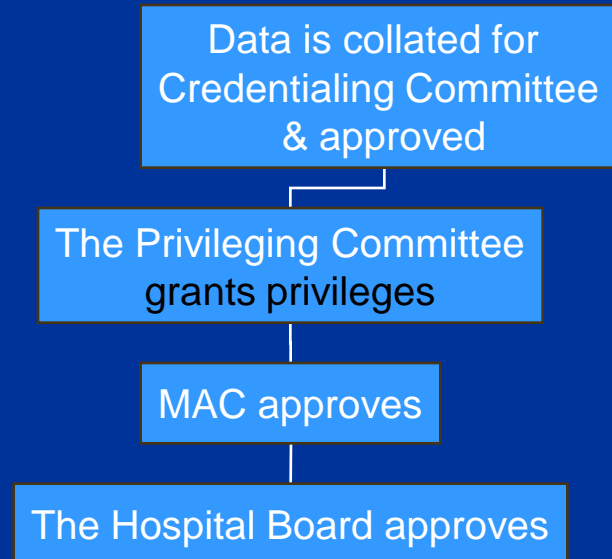 Data is collated for
Credentialing Committee
& approved
The Privileging Committee
grants privileges
MAC approves
The Hospital Board approves